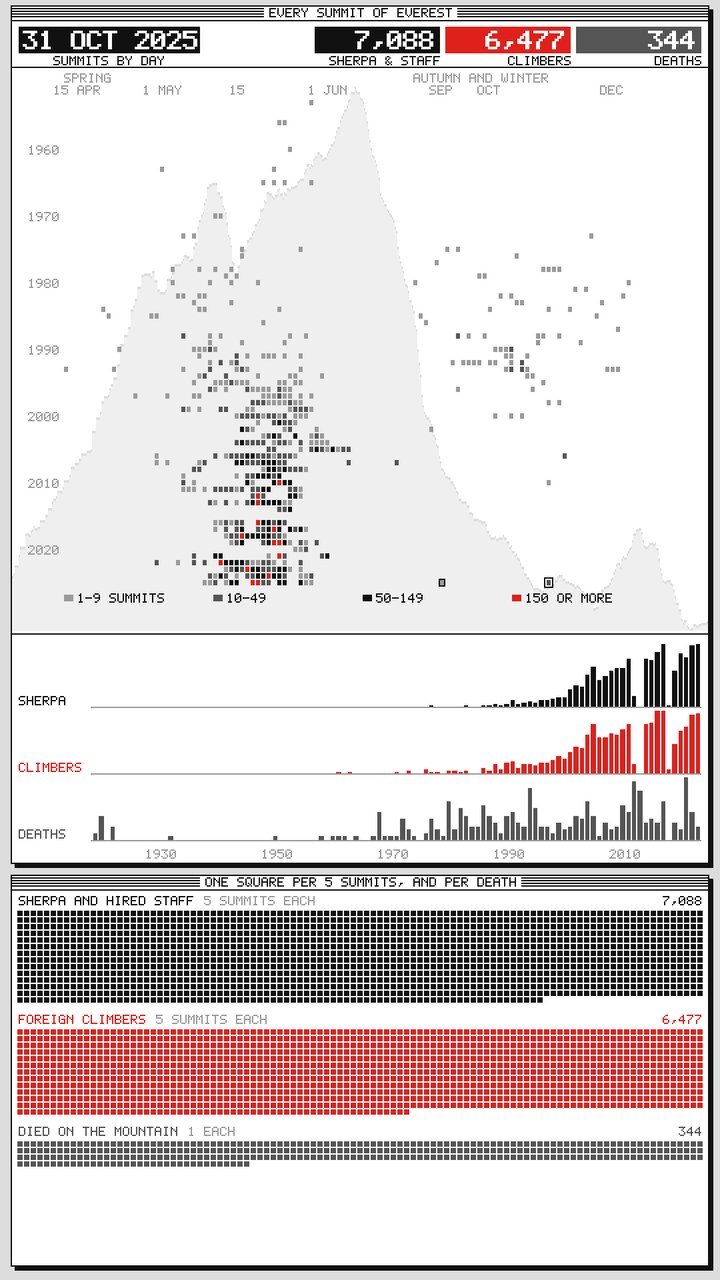 EVERY SUMMIT OF EVEREST
31 OCT 2025 7,088 6,477 344
SUMMITS BY DAY SHERPA & STAFF CLIMBERS DEATHS
SPRING AUTUMN AND WINTER
15 APR 1 MAY 15 1 JUN SEP OCT DEC
1960
1970
1980
1990
2000
2010
2020
1-9 SUMMITS 10-49 50-149 150 OR MORE
SHERPA
CLIMBERS
DEATHS
1930 1950 1970 1990 2010
ONE SQUARE PER 5 SUMMITS, AND PER DEATH
SHERPA AND HIRED STAFF 5 SUMMITS EACH 7,088
FOREIGN CLIMBERS 5 SUMMITS EACH 6,477
DIED ON THE MOUNTAIN 1 EACH 344